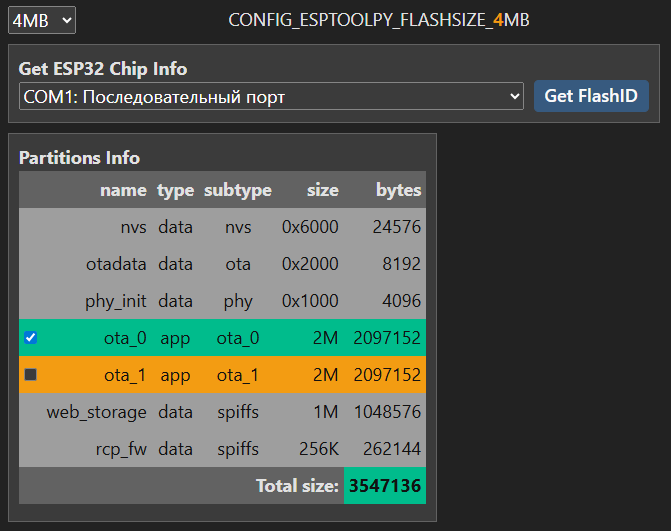 4MB CONFIG_ESPTOOLPY_FLASHSIZE_4MB
Get ESP32 Chip Info
COM1: Последовательный порт Get FlashID
Partitions Info
name type subtype size bytes
nvs data nvs 0x6000 24576
otadata data ota 0x2000 8192
phy_init data phy 0x1000 4096
ota_0 app ota_0 2M 2097152
ota_1 app ota_1 2M 2097152
web_storage data spiffs 1M 1048576
rcp_fw data spiffs 256K 262144
Total size: 3547136